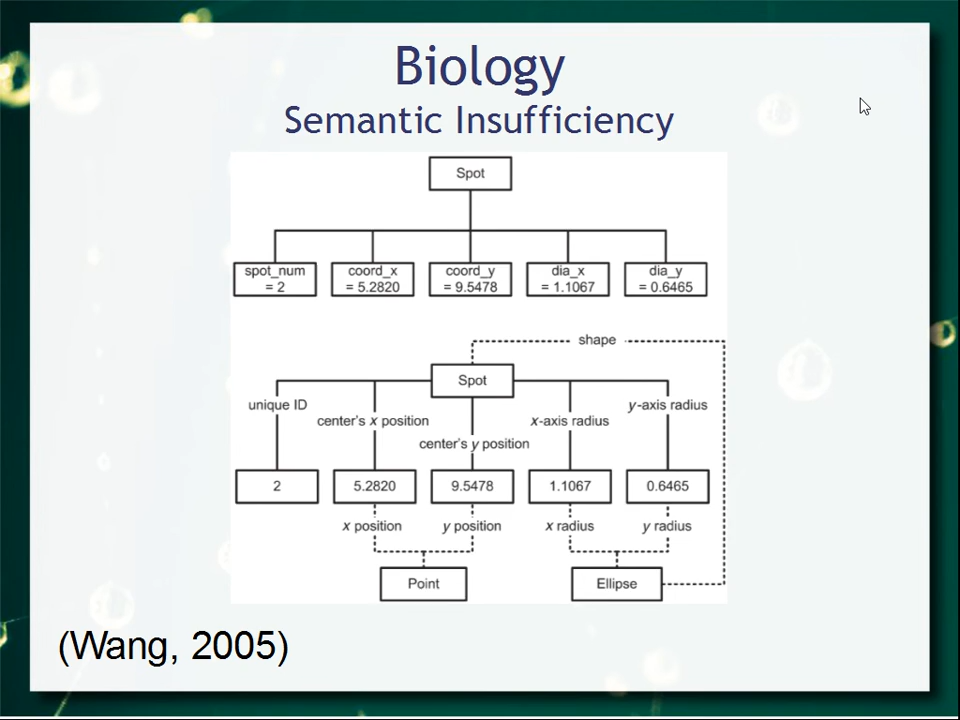 Biology
Semantic Insufficiency
Spot
spot_num
= 2
coord_x
= 5.2820
coord_y
= 9.5478
dia_x
= 1.1067
dia_y
= 0.6465
shape
Spot
unique ID
center's x position
center's y position
x-axis radius
y-axis radius
2
5.2820
9.5478
1.1067
0.6465
x position
y position
x radius
y radius
Point
Ellipse
(Wang, 2005)